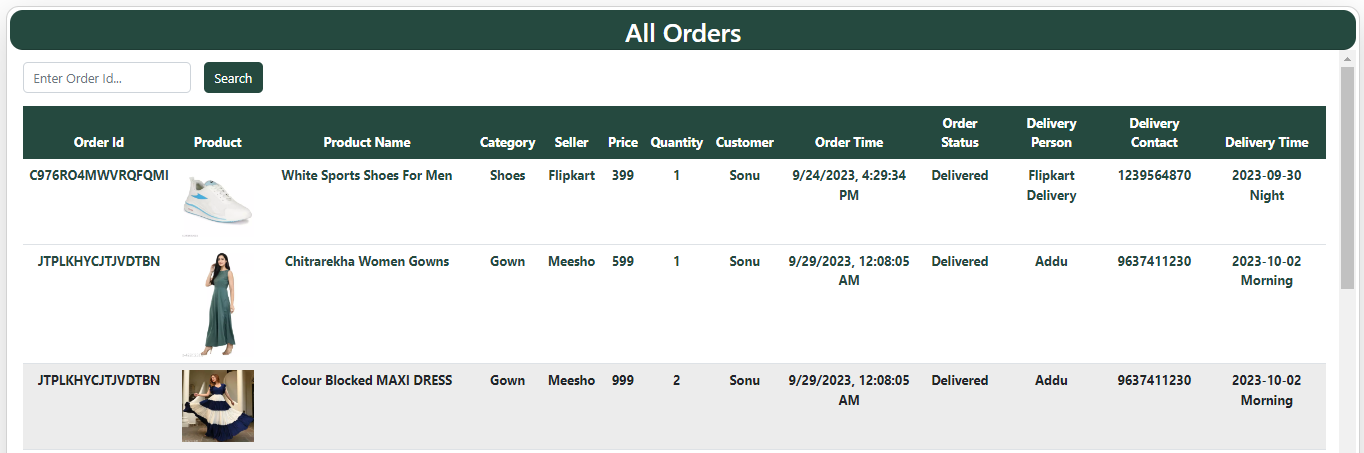 All Orders
Enter Order Id...
Search
Order Id Product Product Name Category Seller Price Quantity Customer Order Time Order Status Delivery Person Delivery Contact Delivery Time
C976RO4MWVRQFQMI White Sports Shoes For Men Shoes Flipkart 399 1 Sonu 9/24/2023, 4:29:34 PM Delivered Flipkart Delivery 1239564870 2023-09-30 Night
JTPLKHYCJTJVDTBN Chitrarekha Women Gowns Gown Meesho 599 1 Sonu 9/29/2023, 12:08:05 AM Delivered Addu 9637411230 2023-10-02 Morning
JTPLKHYCJTJVDTBN Colour Blocked MAXI DRESS Gown Meesho 999 2 Sonu 9/29/2023, 12:08:05 AM Delivered Addu 9637411230 2023-10-02 Morning